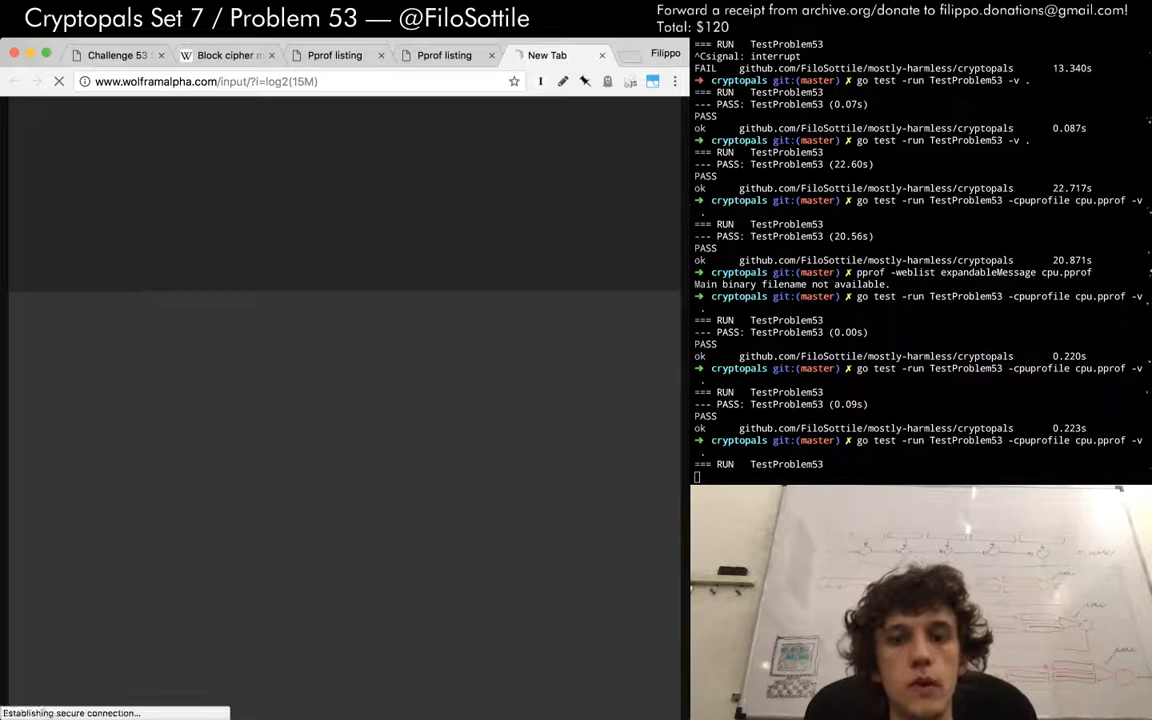 Cryptopals Set 7 / Problem 53 — @FiloSottile
Forward a receipt from archive.org/donate to filippo.donations@gmail.com!
Total: $120
Challenge 53
Block cipher m
Pprof listing
Pprof listing
New Tab
Filippo
www.wolframalpha.com/input/?i=log2(15M)
=== RUN TestProblem53
^Csignal: interrupt
FAIL github.com/FiloSottile/mostly-harmless/cryptopals 13.340s
➜ cryptopals git:(master) ✗ go test -run TestProblem53 -v .
=== RUN TestProblem53
--- PASS: TestProblem53 (0.07s)
PASS
ok github.com/FiloSottile/mostly-harmless/cryptopals 0.087s
➜ cryptopals git:(master) ✗ go test -run TestProblem53 -v .
=== RUN TestProblem53
--- PASS: TestProblem53 (22.60s)
PASS
ok github.com/FiloSottile/mostly-harmless/cryptopals 22.717s
➜ cryptopals git:(master) ✗ go test -run TestProblem53 -cpuprofile cpu.pprof -v
.
=== RUN TestProblem53
--- PASS: TestProblem53 (20.56s)
PASS
ok github.com/FiloSottile/mostly-harmless/cryptopals 20.871s
➜ cryptopals git:(master) ✗ pprof -weblist expandableMessage cpu.pprof
Main binary filename not available.
➜ cryptopals git:(master) ✗ go test -run TestProblem53 -cpuprofile cpu.pprof -v
.
=== RUN TestProblem53
--- PASS: TestProblem53 (0.00s)
PASS
ok github.com/FiloSottile/mostly-harmless/cryptopals 0.220s
➜ cryptopals git:(master) ✗ go test -run TestProblem53 -cpuprofile cpu.pprof -v
.
=== RUN TestProblem53
--- PASS: TestProblem53 (0.09s)
PASS
ok github.com/FiloSottile/mostly-harmless/cryptopals 0.223s
➜ cryptopals git:(master) ✗ go test -run TestProblem53 -cpuprofile cpu.pprof -v
.
=== RUN TestProblem53
Establishing secure connection...